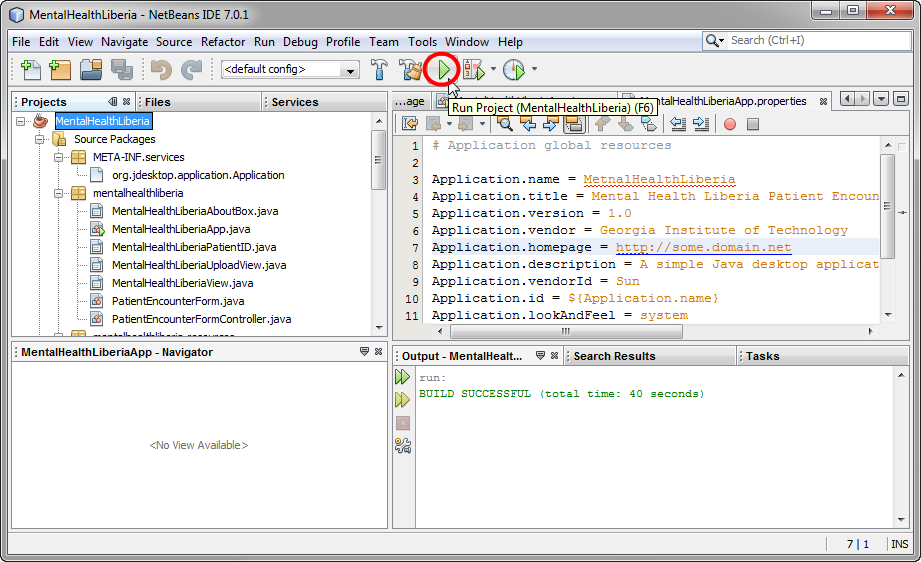 MentalHealthLiberia - NetBeans IDE 7.0.1
File Edit View Navigate Source Refactor Run Debug Profile Team Tools Window Help
Search (Ctrl+I)
<default config>
Projects
Files
Services
MentalHealthLiberia
Source Packages
META-INF.services
org.jdesktop.application.Application
mentalhealthliberia
MentalHealthLiberiaAboutBox.java
MentalHealthLiberiaApp.java
MentalHealthLiberiaPatientID.java
MentalHealthLiberiaUploadView.java
MentalHealthLiberiaView.java
PatientEncounterForm.java
PatientEncounterFormController.java
MentalHealthLiberiaApp - Navigator
<No View Available>
...age
MentalHealthLiberiaApp.properties
Run Project (MentalHealthLiberia) (F6)
1 # Application global resources
2
3 Application.name = MetnalHealthLiberia
4 Application.title = Mental Health Liberia Patient Encoun
5 Application.version = 1.0
6 Application.vendor = Georgia Institute of Technology
7 Application.homepage = http://some.domain.net
8 Application.description = A simple Java desktop applicat
9 Application.vendorId = Sun
10 Application.id = ${Application.name}
11 Application.lookAndFeel = system
Output - MentalHealt...
Search Results
Tasks
run:
BUILD SUCCESSFUL (total time: 40 seconds)
7 | 1 INS